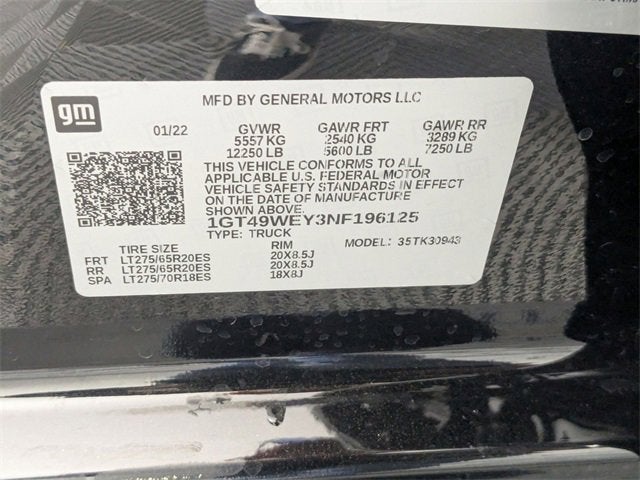 gm
MFD BY GENERAL MOTORS LLC
01/22 GVWR GAWR FRT GAWR RR
5557 KG 2540 KG 3289 KG
12250 LB 5600 LB 7250 LB
THIS VEHICLE CONFORMS TO ALL
APPLICABLE U.S. FEDERAL MOTOR
VEHICLE SAFETY STANDARDS IN EFFECT
ON THE DATE OF MANUFACTURE
SHOWN ABOVE.
1GT49WEY3NF196125
TYPE: TRUCK MODEL: 35TK30943
TIRE SIZE RIM
FRT LT275/65R20ES 20X8.5J
RR LT275/65R20ES 20X8.5J
SPA LT275/70R18ES 18X8J